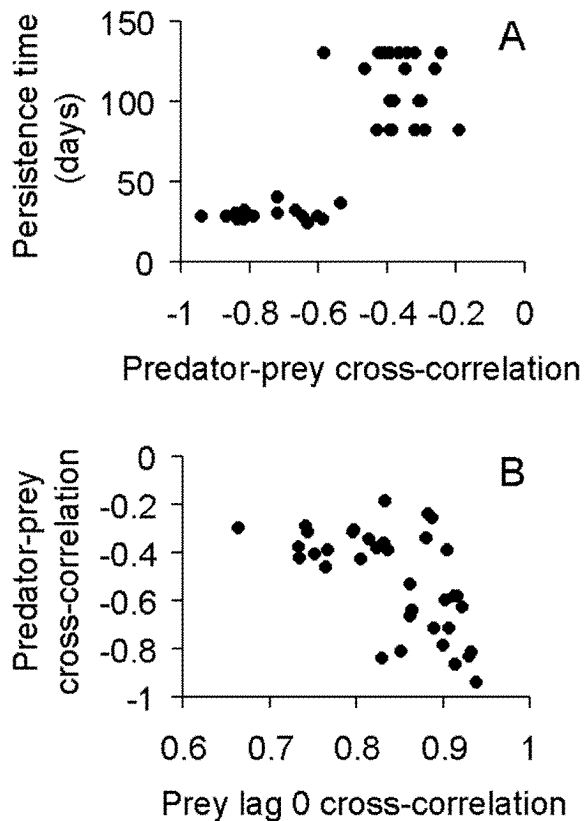 A
Persistence time
(days)
150
100
50
0
-1 -0.8 -0.6 -0.4 -0.2 0
Predator-prey cross-correlation
B
Predator-prey
cross-correlation
0
-0.2
-0.4
-0.6
-0.8
-1
0.6 0.7 0.8 0.9 1
Prey lag 0 cross-correlation